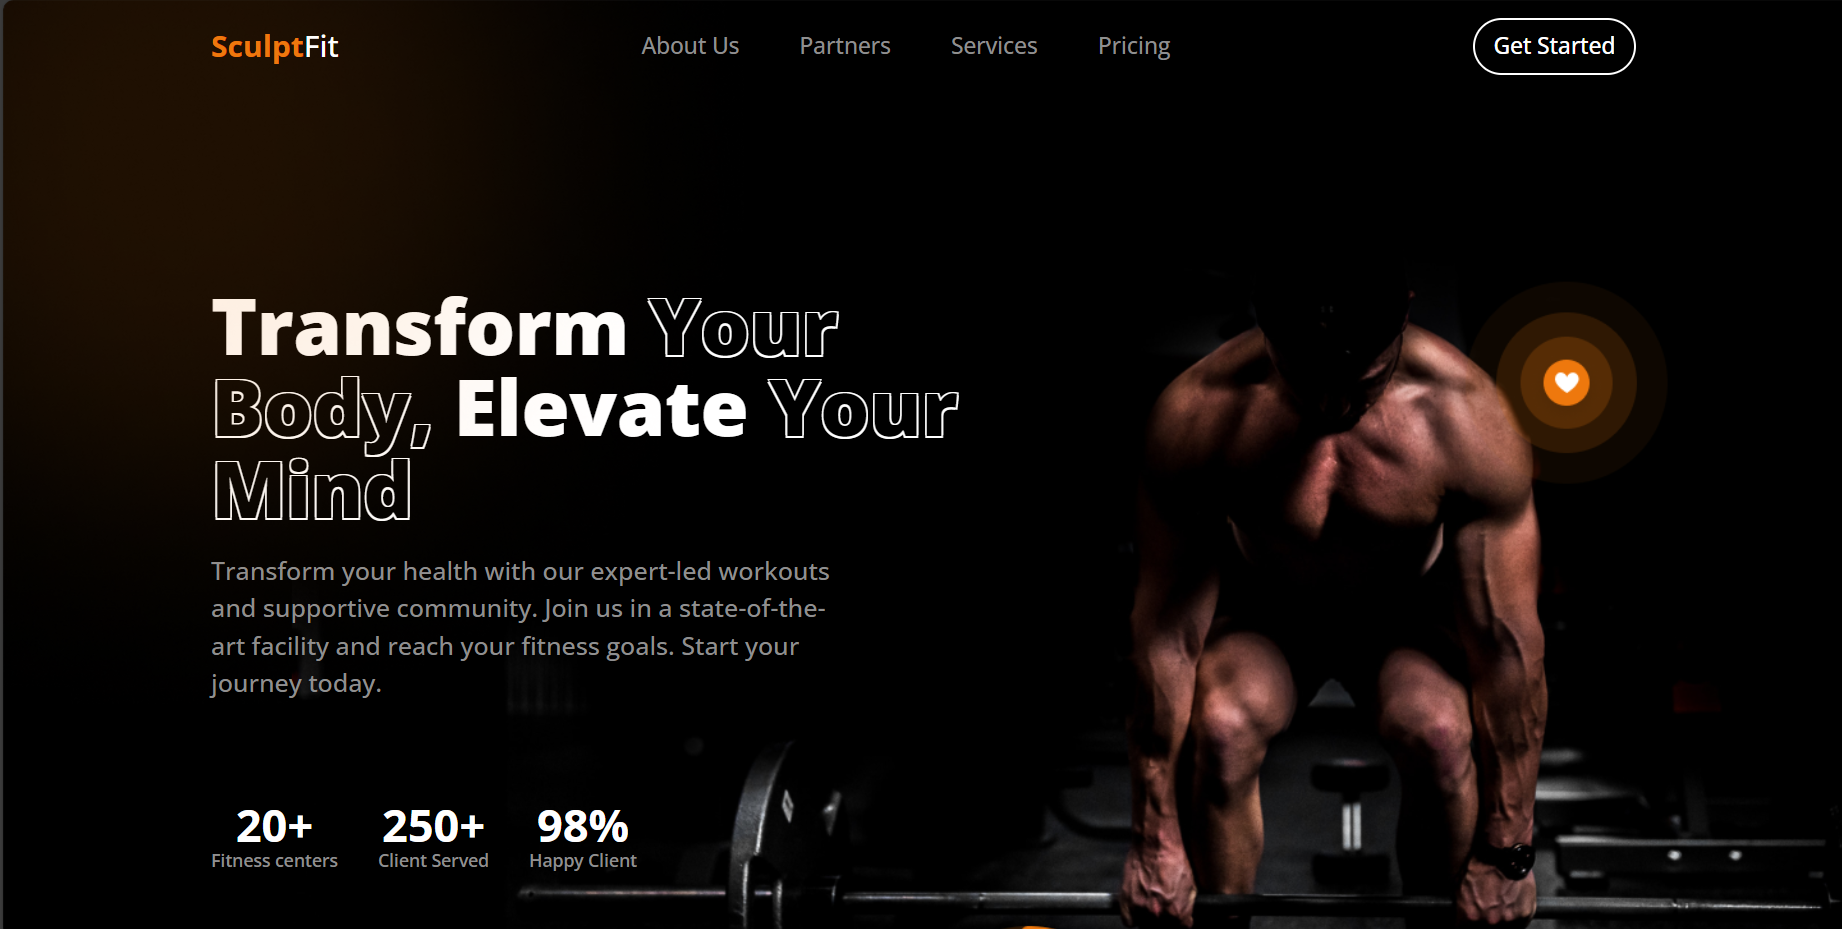 SculptFit
About Us
Partners
Services
Pricing
Get Started
Transform Your
Body, Elevate Your
Mind
Transform your health with our expert-led workouts
and supportive community. Join us in a state-of-the-
art facility and reach your fitness goals. Start your
journey today.
20+
Fitness centers
250+
Client Served
98%
Happy Client